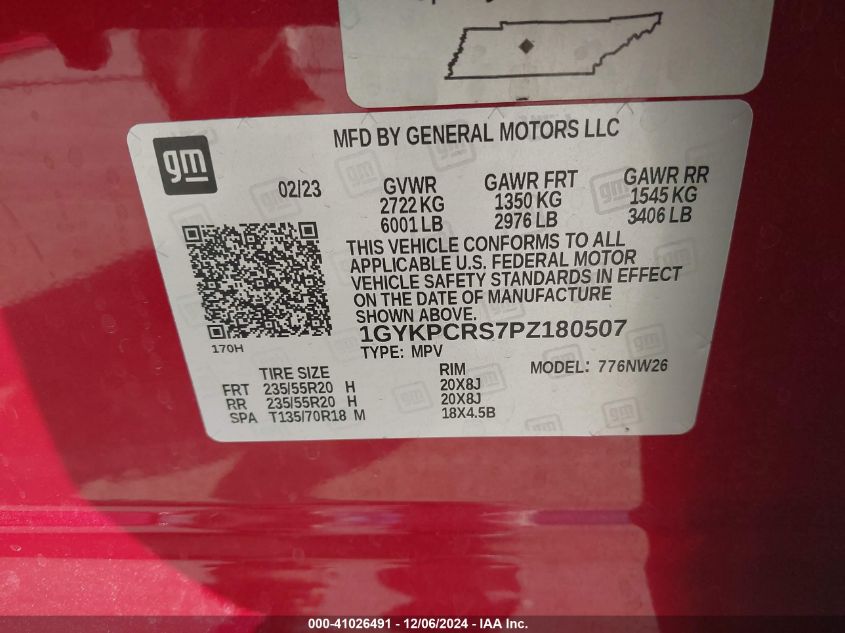 MFD BY GENERAL MOTORS LLC
gm
02/23
GVWR GAWR FRT GAWR RR
2722 KG 1350 KG 1545 KG
6001 LB 2976 LB 3406 LB
THIS VEHICLE CONFORMS TO ALL
APPLICABLE U.S. FEDERAL MOTOR
VEHICLE SAFETY STANDARDS IN EFFECT
ON THE DATE OF MANUFACTURE
SHOWN ABOVE.
1GYKPCRS7PZ180507
170H
TYPE: MPV
TIRE SIZE RIM MODEL: 776NW26
FRT 235/55R20 H 20X8J
RR 235/55R20 H 20X8J
SPA T135/70R18 M 18X4.5B
000-41026491 - 12/06/2024 - IAA Inc.